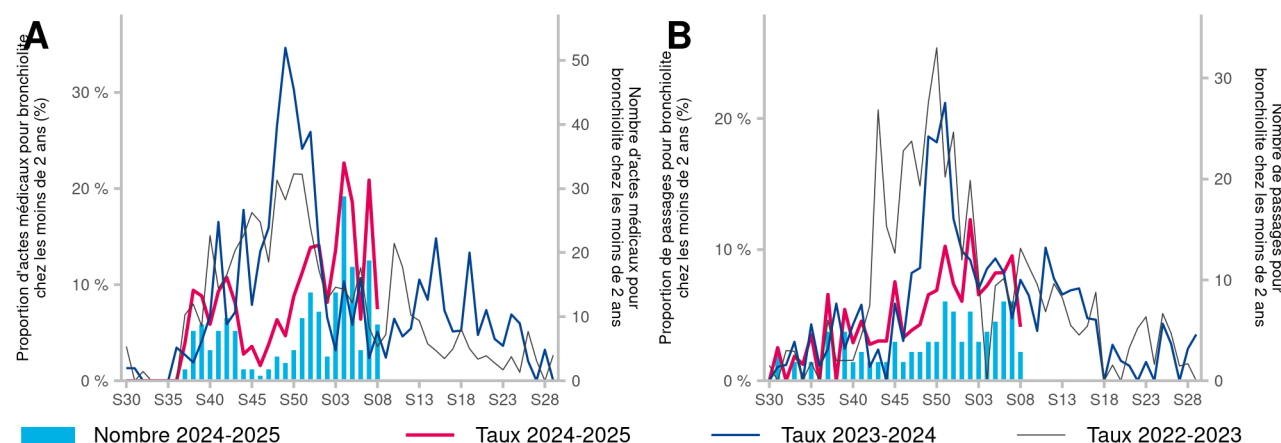 A
Proportion d'actes médicaux pour bronchiolite
chez les moins de 2 ans (%)
30 %
20 %
10 %
0 %
50
40
30
20
10
0
Nombre d'actes médicaux pour
bronchiolite chez les moins de 2 ans
S30 S35 S40 S45 S50 S03 S08 S13 S18 S23 S28
B
Proportion de passages pour bronchiolite
chez les moins de 2 ans (%)
20 %
10 %
0 %
30
20
10
0
Nombre de passages pour
bronchiolite chez les moins de 2 ans
S30 S35 S40 S45 S50 S03 S08 S13 S18 S23 S28
Nombre 2024-2025 Taux 2024-2025 Taux 2023-2024 Taux 2022-2023